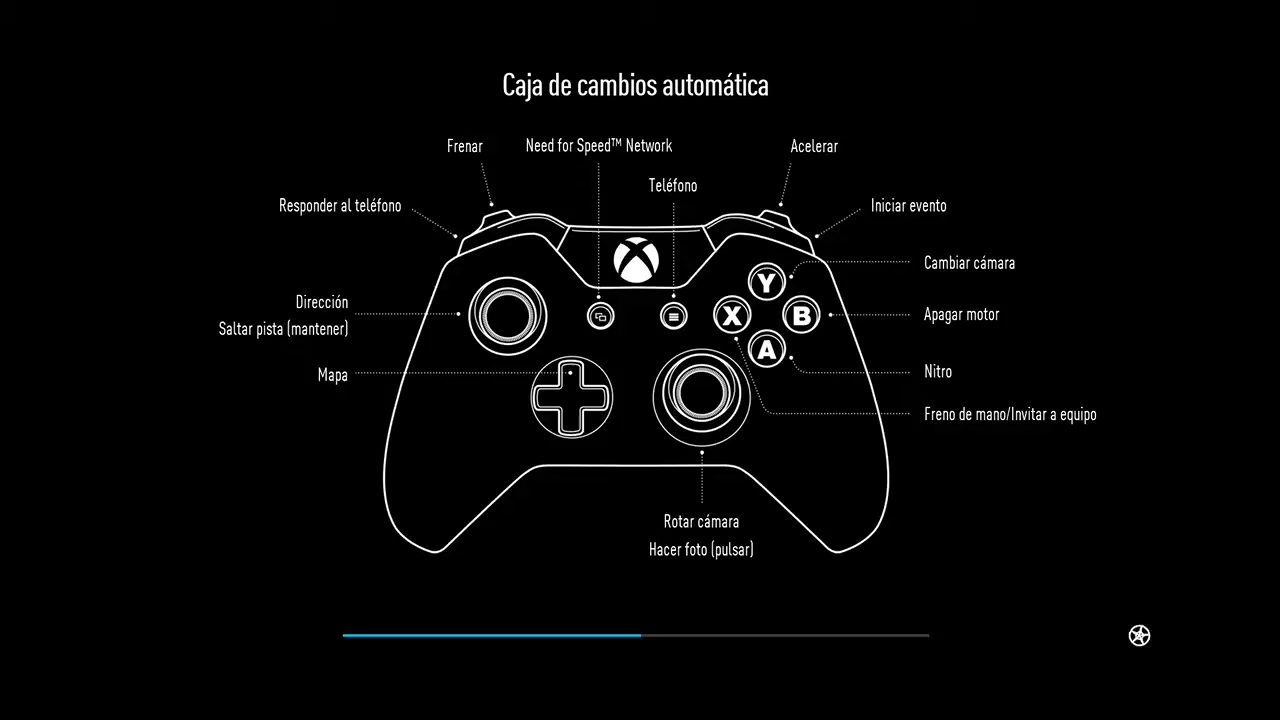 Caja de cambios automática
Frenar
Need for Speed™ Network
Acelerar
Teléfono
Responder al teléfono
Iniciar evento
Cambiar cámara
Y
Dirección
X
B
Apagar motor
Saltar pista (mantener)
A
Mapa
Nitro
Freno de mano/Invitar a equipo
Rotar cámara
Hacer foto (pulsar)